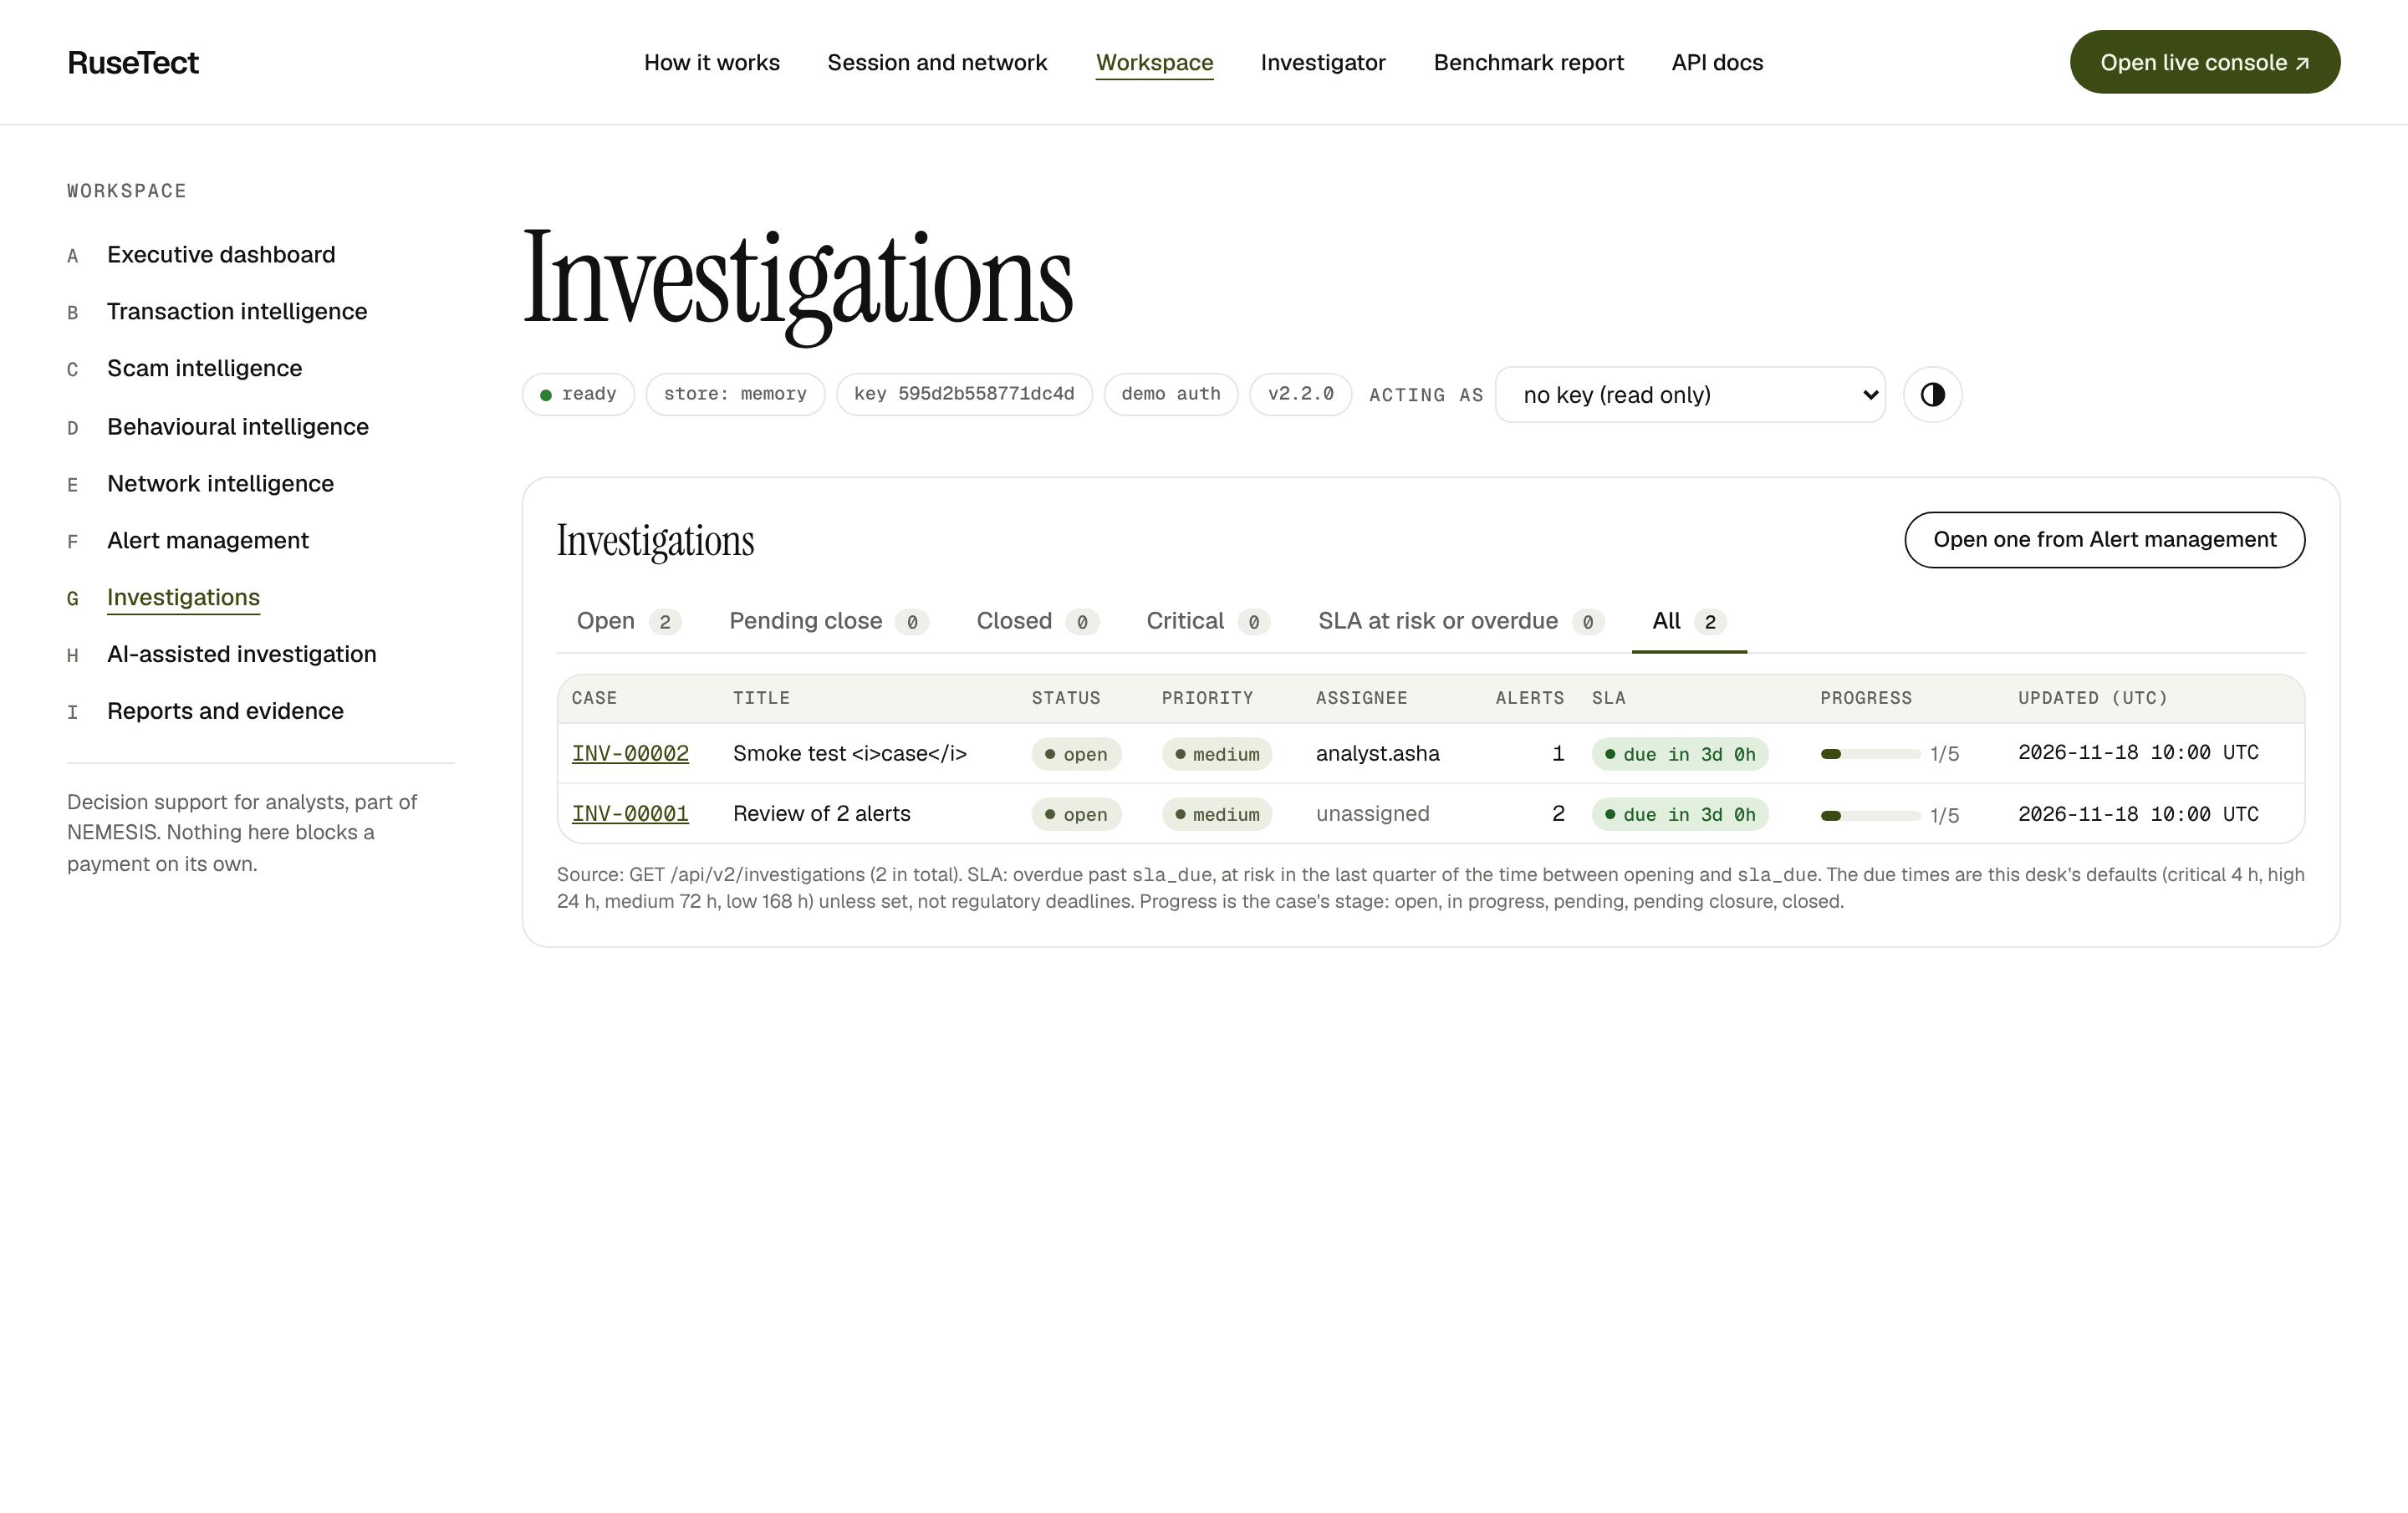 RuseTect
How it works
Session and network
Workspace
Investigator
Benchmark report
API docs
Open live console ↗
WORKSPACE
A Executive dashboard
B Transaction intelligence
C Scam intelligence
D Behavioural intelligence
E Network intelligence
F Alert management
G Investigations
H AI-assisted investigation
I Reports and evidence
Decision support for analysts, part of
NEMESIS. Nothing here blocks a
payment on its own.
Investigations
ready
store: memory
key 595d2b558771dc4d
demo auth
v2.2.0
ACTING AS
no key (read only)
Investigations
Open one from Alert management
Open 2
Pending close 0
Closed 0
Critical 0
SLA at risk or overdue 0
All 2
CASE TITLE STATUS PRIORITY ASSIGNEE ALERTS SLA PROGRESS UPDATED (UTC)
INV-00002 Smoke test <i>case</i> open medium analyst.asha 1 due in 3d 0h 1/5 2026-11-18 10:00 UTC
INV-00001 Review of 2 alerts open medium unassigned 2 due in 3d 0h 1/5 2026-11-18 10:00 UTC
Source: GET /api/v2/investigations (2 in total). SLA: overdue past sla_due, at risk in the last quarter of the time between opening and sla_due. The due times are this desk's defaults (critical 4 h, high
24 h, medium 72 h, low 168 h) unless set, not regulatory deadlines. Progress is the case's stage: open, in progress, pending, pending closure, closed.